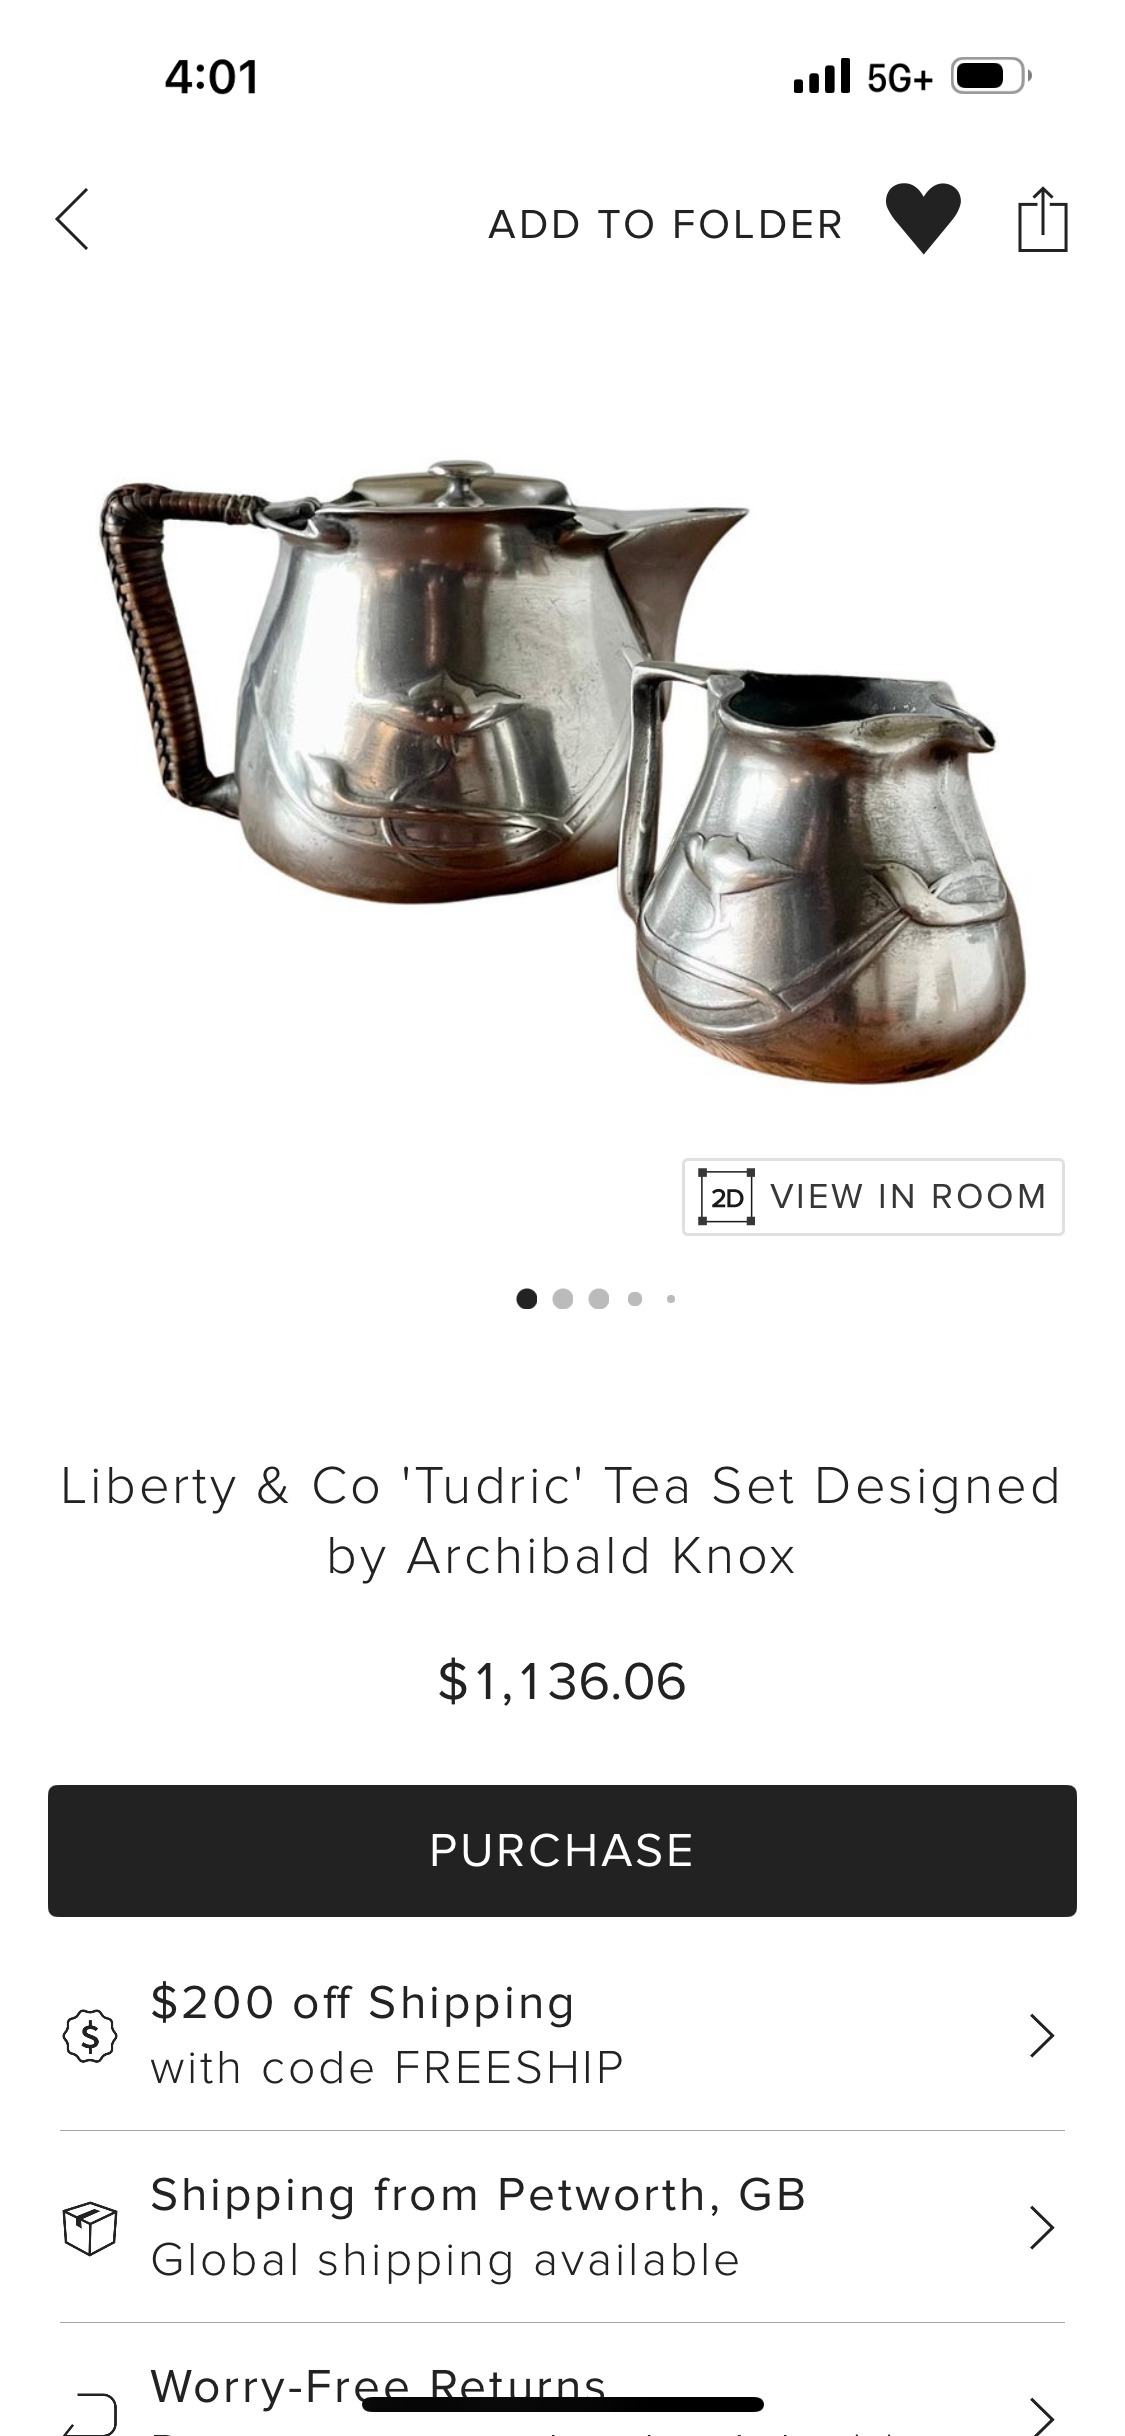 4:01
5G+
ADD TO FOLDER
2D VIEW IN ROOM
Liberty & Co 'Tudric' Tea Set Designed
by Archibald Knox
$1,136.06
PURCHASE
$200 off Shipping
with code FREESHIP
Shipping from Petworth, GB
Global shipping available
Worry-Free Returns